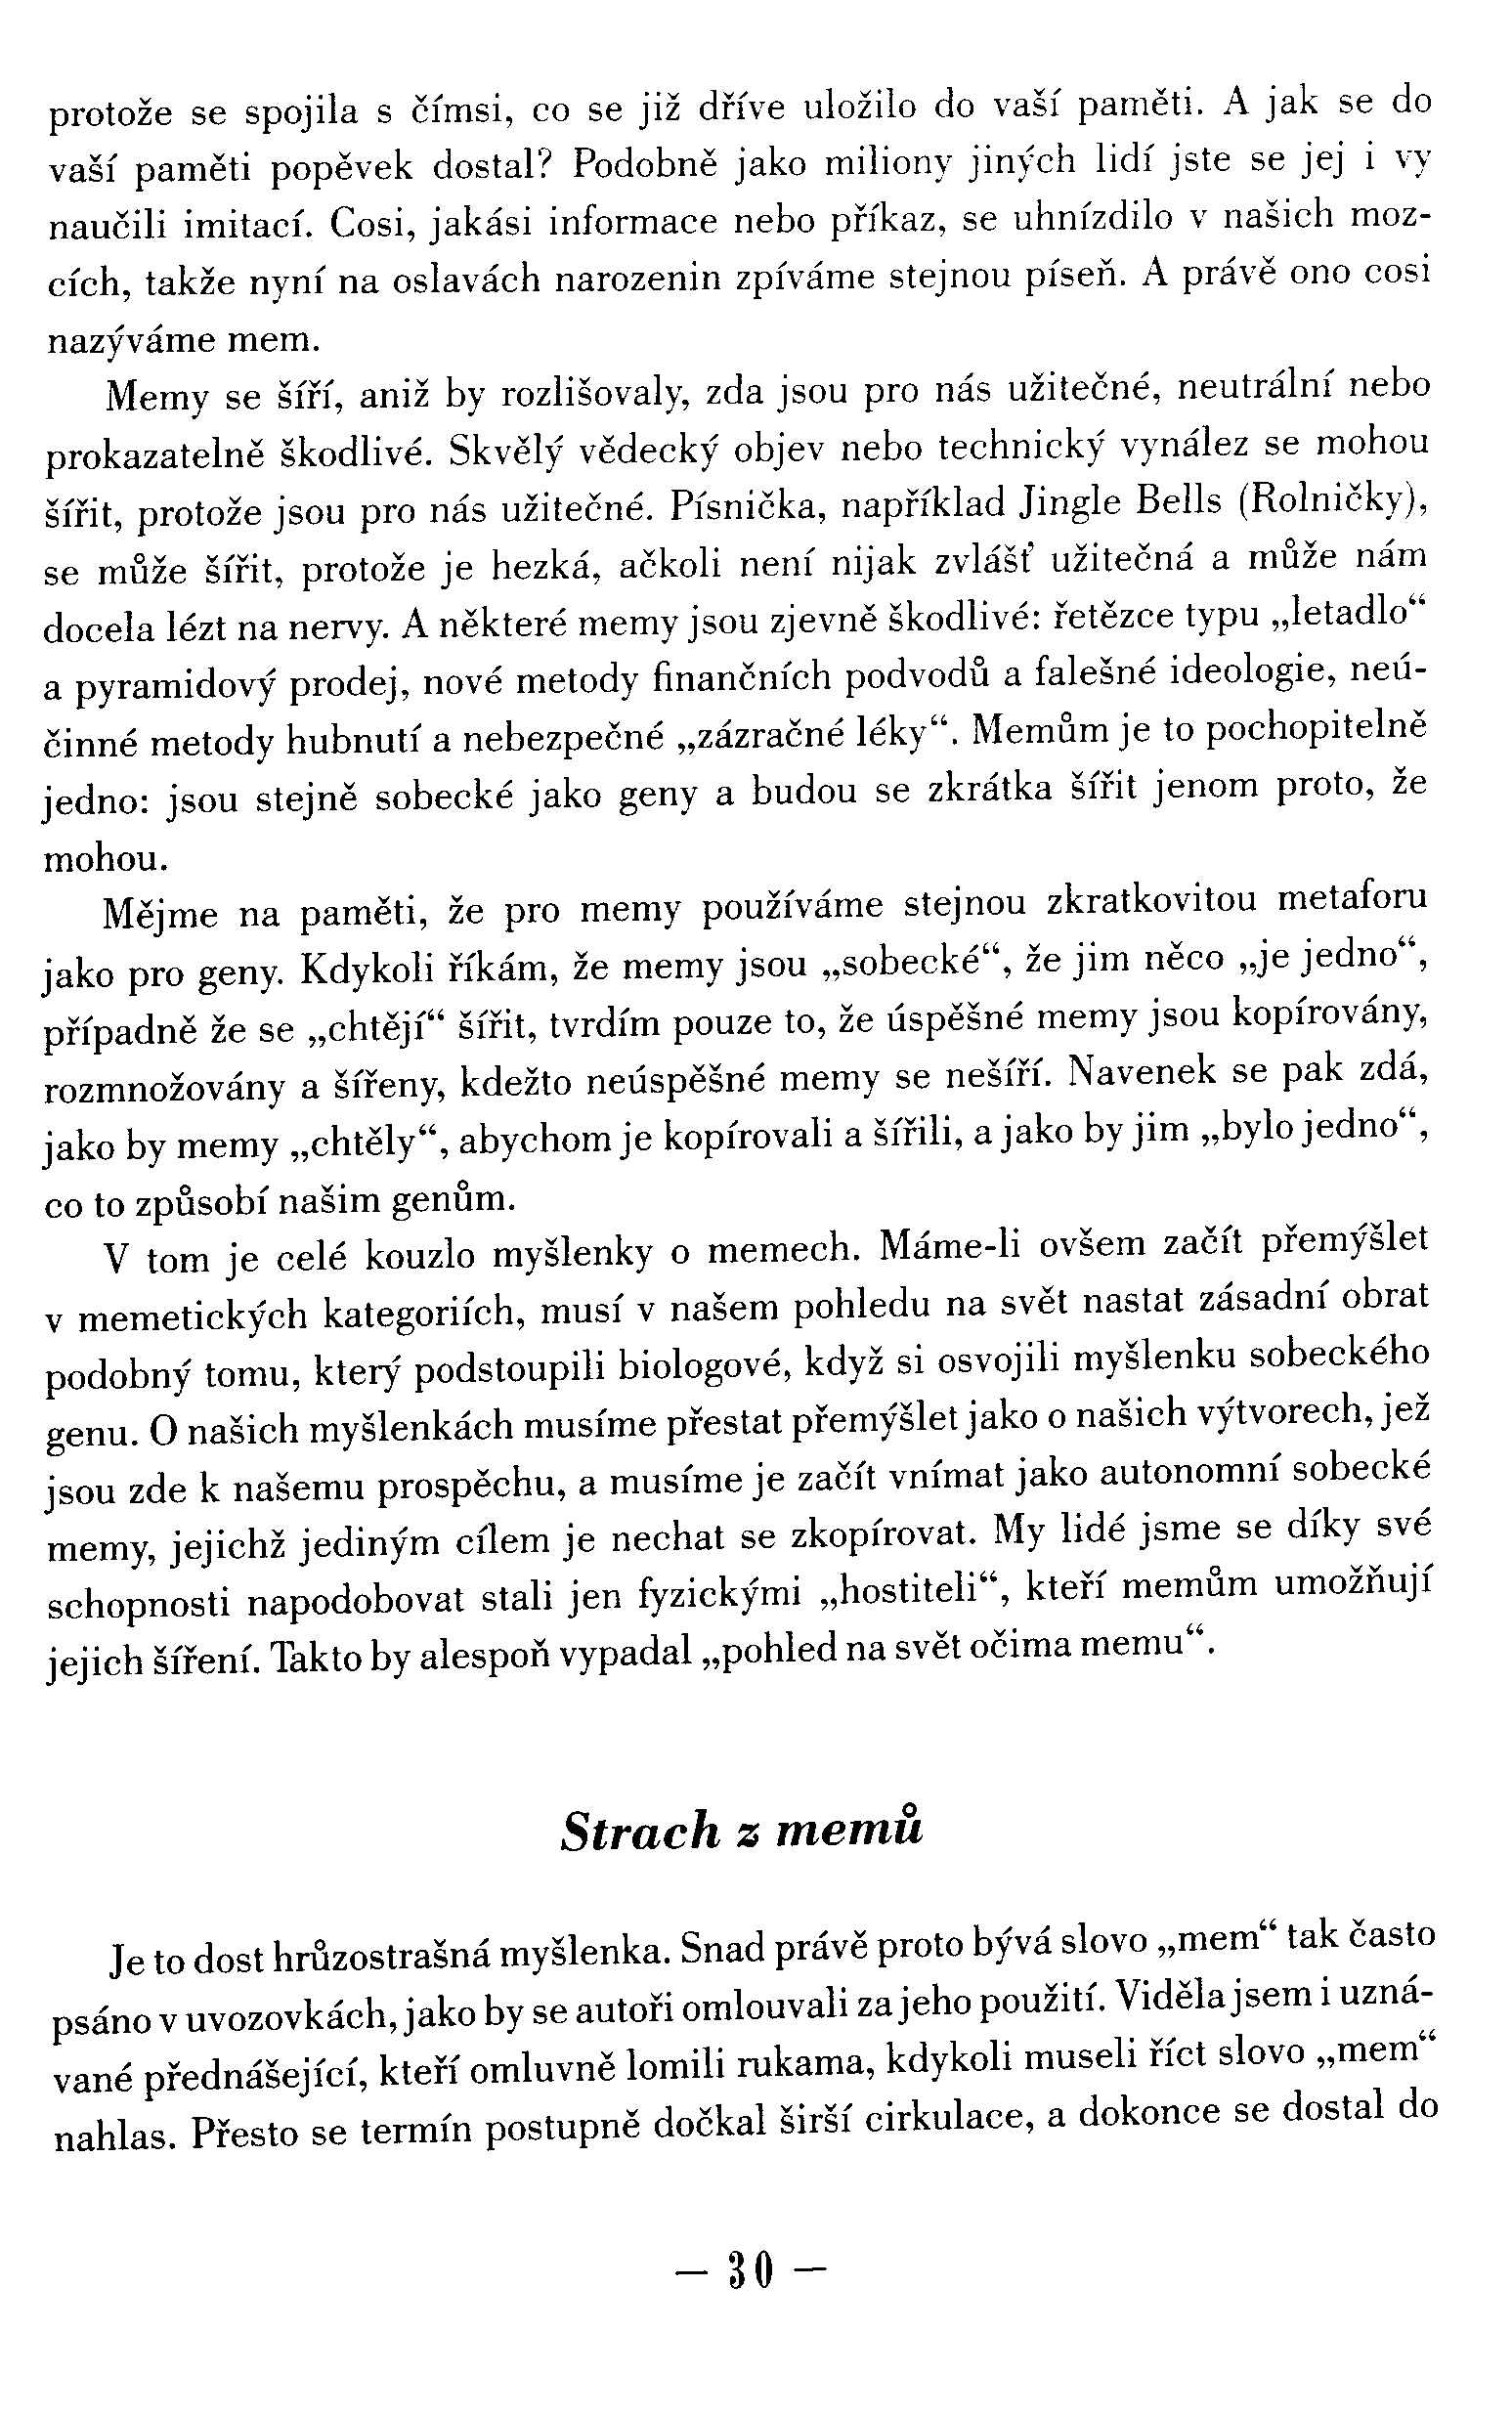 protože se spojila s čímsi, co se již dříve uložilo do vaší paměti. A jak se do
vaší paměti popěvek dostal? Podobně jako miliony jiných lidí jste se jej i vy
naučili imitací. Cosi, jakási informace nebo příkaz, se uhnízdilo v našich moz-
cích, takže nyní na oslavách narozenin zpíváme stejnou píseň. A právě ono cosi
nazýváme mem.
Memy se šíří, aniž by rozlišovaly, zda jsou pro nás užitečné, neutrální nebo
prokazatelně škodlivé. Skvělý vědecký objev nebo technický vynález se mohou
šířit, protože jsou pro nás užitečné. Písnička, například Jingle Bells (Rolničky),
se může šířit, protože je hezká, ačkoli není nijak zvlášť užitečná a může nám
docela lézt na nervy. A některé memy jsou zjevně škodlivé: řetězce typu „letadlo“
a pyramidový prodej, nové metody finančních podvodů a falešné ideologie, neú-
činné metody hubnutí a nebezpečné „zázračné léky“. Memům je to pochopitelně
jedno: jsou stejně sobecké jako geny a budou se zkrátka šířit jenom proto, že
mohou.
Mějme na paměti, že pro memy používáme stejnou zkratkovitou metaforu
jako pro geny. Kdykoli říkám, že memy jsou „sobecké“, že jim něco „je jedno“,
případně že se „chtějí“ šířit, tvrdím pouze to, že úspěšné memy jsou kopírovány,
rozmnožovány a šířeny, kdežto neúspěšné memy se nešíří. Navenek se pak zdá,
jako by memy „chtěly“, abychom je kopírovali a šířili, a jako by jim „bylo jedno“,
co to způsobí našim genům.
V tom je celé kouzlo myšlenky o memech. Máme-li ovšem začít přemýšlet
v memetických kategoriích, musí v našem pohledu na svět nastat zásadní obrat
podobný tomu, který podstoupili biologové, když si osvojili myšlenku sobeckého
genu. O našich myšlenkách musíme přestat přemýšlet jako o našich výtvorech, jež
jsou zde k našemu prospěchu, a musíme je začít vnímat jako autonomní sobecké
memy, jejichž jediným cílem je nechat se zkopírovat. My lidé jsme se díky své
schopnosti napodobovat stali jen fyzickými „hostiteli“, kteří memům umožňují
jejich šíření. Takto by alespoň vypadal „pohled na svět očima memu“.
Strach z memů
Je to dost hrůzostrašná myšlenka. Snad právě proto bývá slovo „mem“ tak často
psáno v uvozovkách, jako by se autoři omlouvali za jeho použití. Viděla jsem i uzná-
vané přednášející, kteří omluvně lomili rukama, kdykoli museli říct slovo „mem“
nahlas. Přesto se termín postupně dočkal širší cirkulace, a dokonce se dostal do
– 30 –